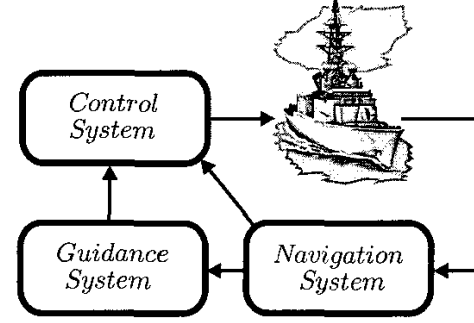 Control
System
Guidance
System
Navigation
System